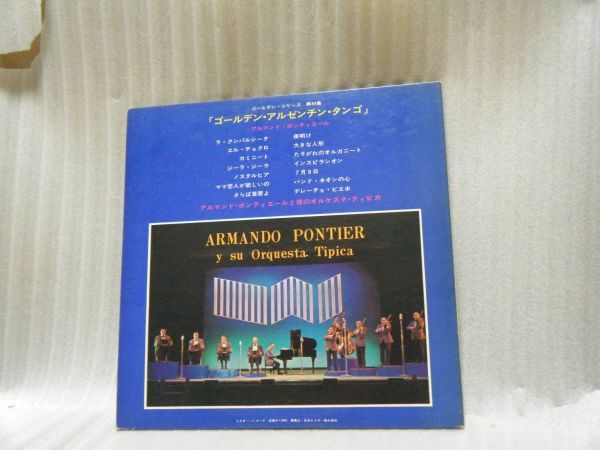 ゴールデン・シリーズ 第54集
「ゴールデン・アルゼンチン・タンゴ」
アルマンド・ポンティエール
ラ・クンパルシータ
エル・チョクロ
カミニート
ジーラ・ジーラ
ノスタルヒア
ママ恋人が欲しいの
さらば草原よ
夜明け
大きな人形
たそがれのオルガニート
インスピラシオン
7月9日
バンド・ネオンの心
デレーチョ・ビエホ
アルマンド・ポンティエールと彼のオルケスタ・ティピカ
ARMANDO PONTIER
y su Orquesta Tipica